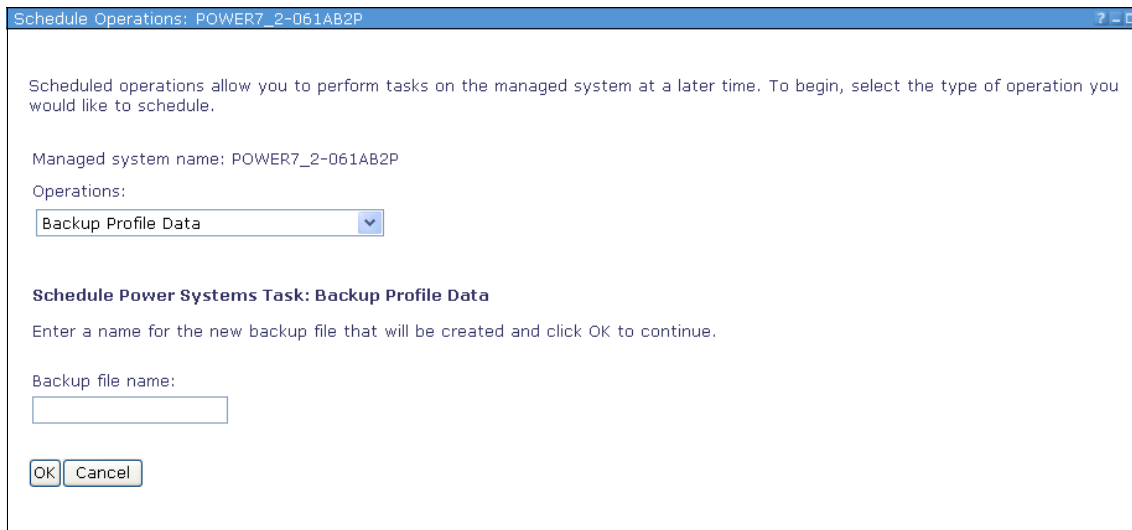 Schedule Operations: POWER7_2-061AB2P ? –
Scheduled operations allow you to perform tasks on the managed system at a later time. To begin, select the type of operation you
would like to schedule.
Managed system name: POWER7_2-061AB2P
Operations:
Backup Profile Data
Schedule Power Systems Task: Backup Profile Data
Enter a name for the new backup file that will be created and click OK to continue.
Backup file name:
OK Cancel